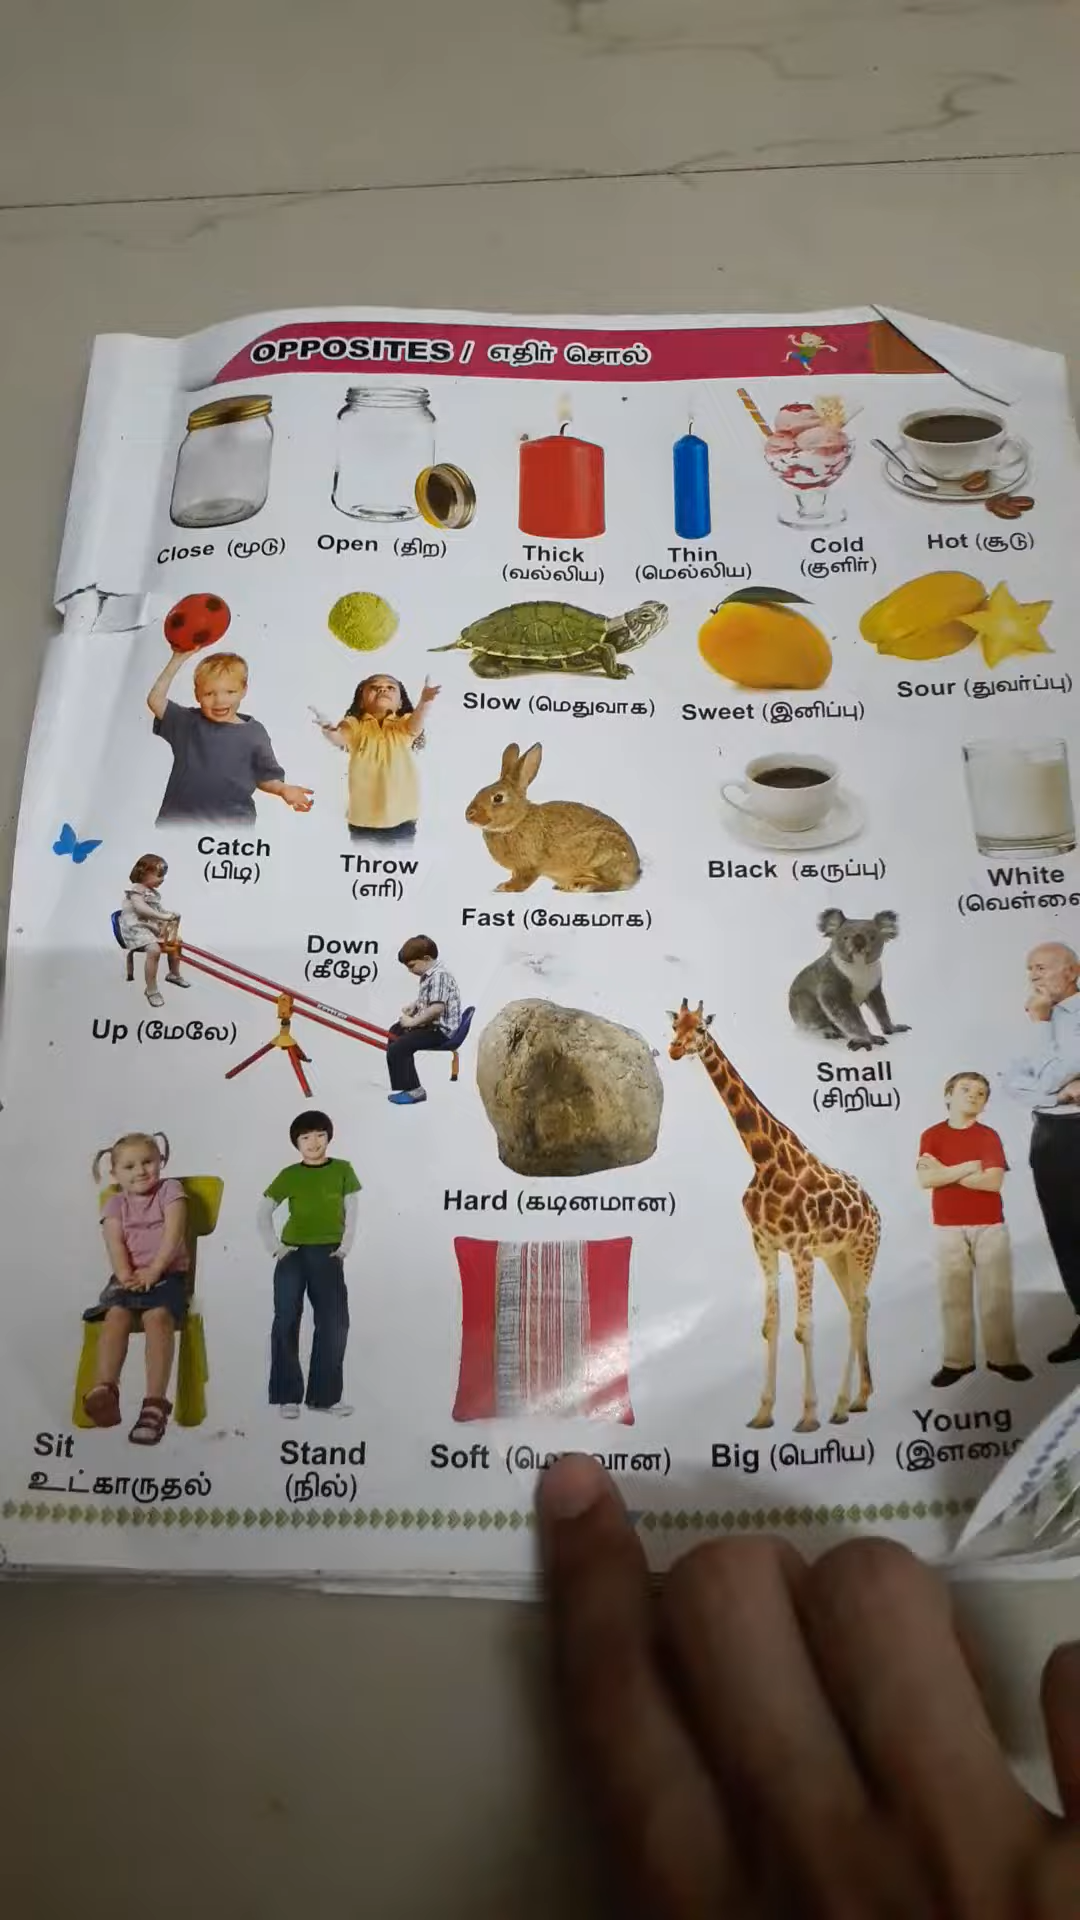 OPPOSITES / எதிர் சொல்
Close (மூடு)
Open (திற)
Thick
(வல்லிய)
Thin
(மெல்லிய)
Cold
(குளிர்)
Hot (சூடு)
Catch
(பிடி)
Throw
(எரி)
Slow (மெதுவாக)
Sweet (இனிப்பு)
Sour (துவர்ப்பு)
Fast (வேகமாக)
Black (கருப்பு)
White
Up (மேலே)
Down
(கீழே)
Hard (கடினமான)
Small
(சிறிய)
Sit
உட்காருதல்
Stand
(நில்)
Soft
Big (பெரிய)
Young